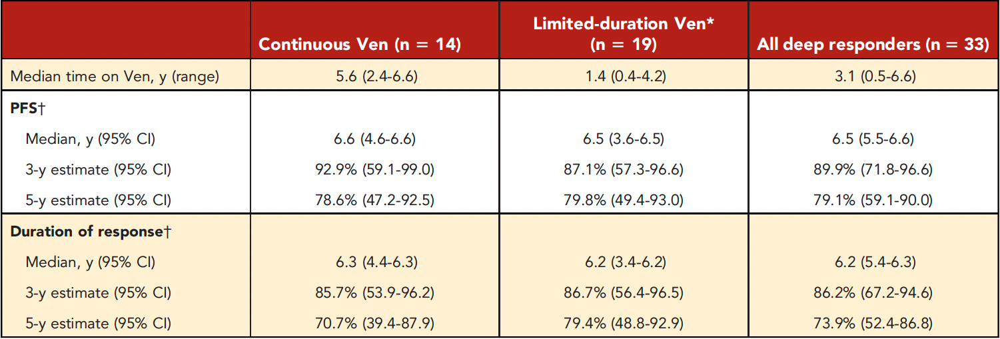 Continuous Ven (n = 14) Limited-duration Ven* (n = 19) All deep responders (n = 33)
Median time on Ven, y (range) 5.6 (2.4-6.6) 1.4 (0.4-4.2) 3.1 (0.5-6.6)
PFS†
Median, y (95% CI) 6.6 (4.6-6.6) 6.5 (3.6-6.5) 6.5 (5.5-6.6)
3-y estimate (95% CI) 92.9% (59.1-99.0) 87.1% (57.3-96.6) 89.9% (71.8-96.6)
5-y estimate (95% CI) 78.6% (47.2-92.5) 79.8% (49.4-93.0) 79.1% (59.1-90.0)
Duration of response†
Median, y (95% CI) 6.3 (4.4-6.3) 6.2 (3.4-6.2) 6.2 (5.4-6.3)
3-y estimate (95% CI) 85.7% (53.9-96.2) 86.7% (56.4-96.5) 86.2% (67.2-94.6)
5-y estimate (95% CI) 70.7% (39.4-87.9) 79.4% (48.8-92.9) 73.9% (52.4-86.8)